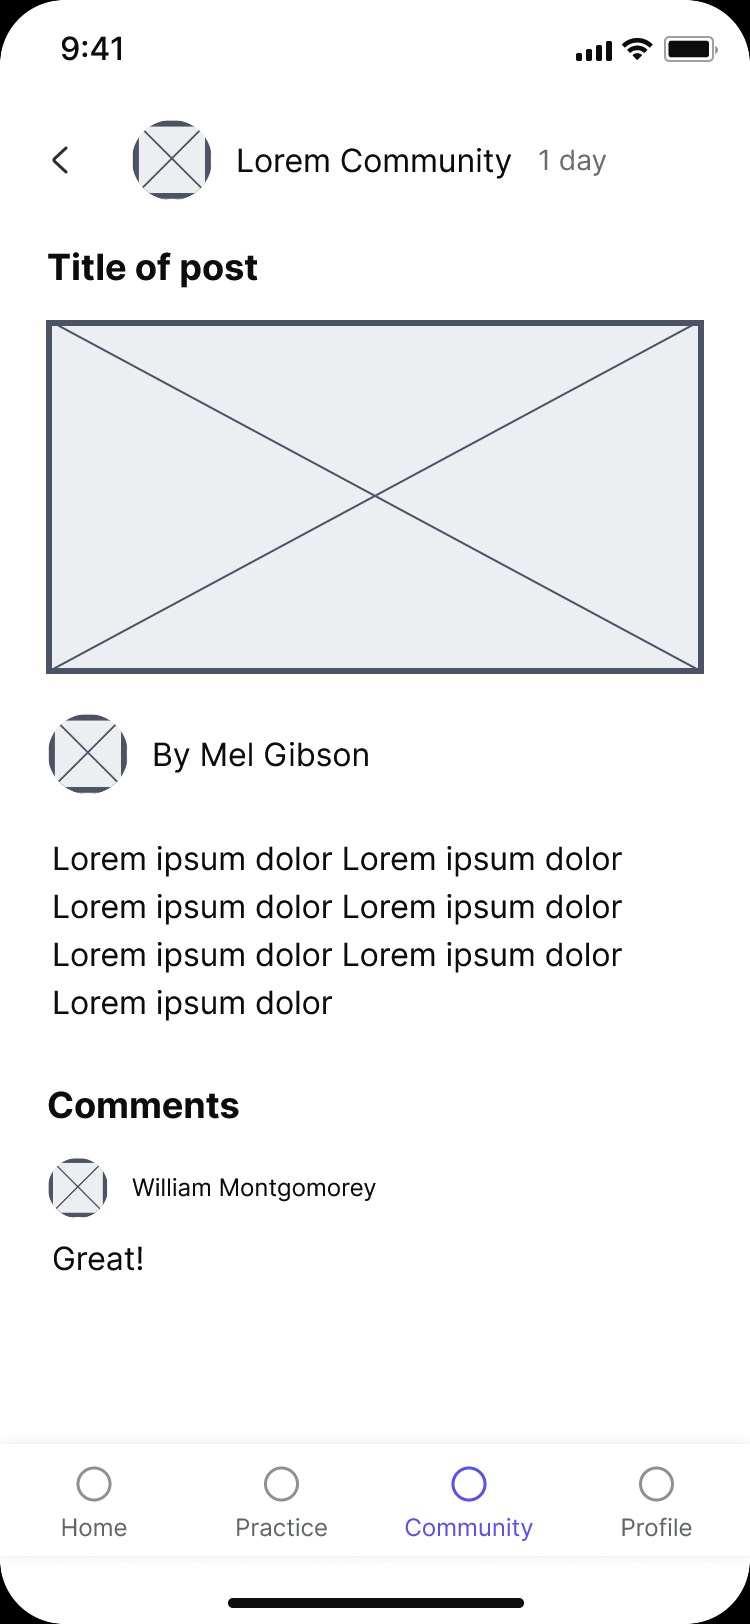 9:41
Lorem Community 1 day
Title of post
By Mel Gibson
Lorem ipsum dolor Lorem ipsum dolor
Lorem ipsum dolor Lorem ipsum dolor
Lorem ipsum dolor Lorem ipsum dolor
Lorem ipsum dolor
Comments
William Montgomorey
Great!
Home Practice Community Profile